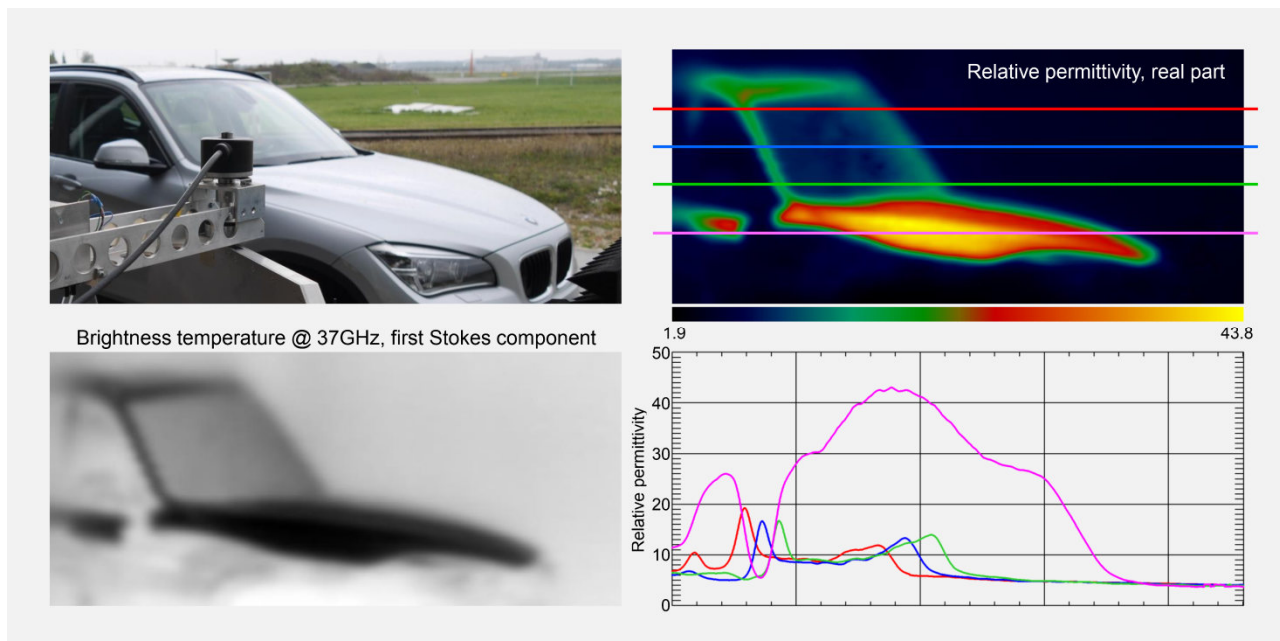 Relative permittivity, real part
1.9 43.8
Brightness temperature @ 37GHz, first Stokes component
50
40
30
20
10
0
Relative permittivity